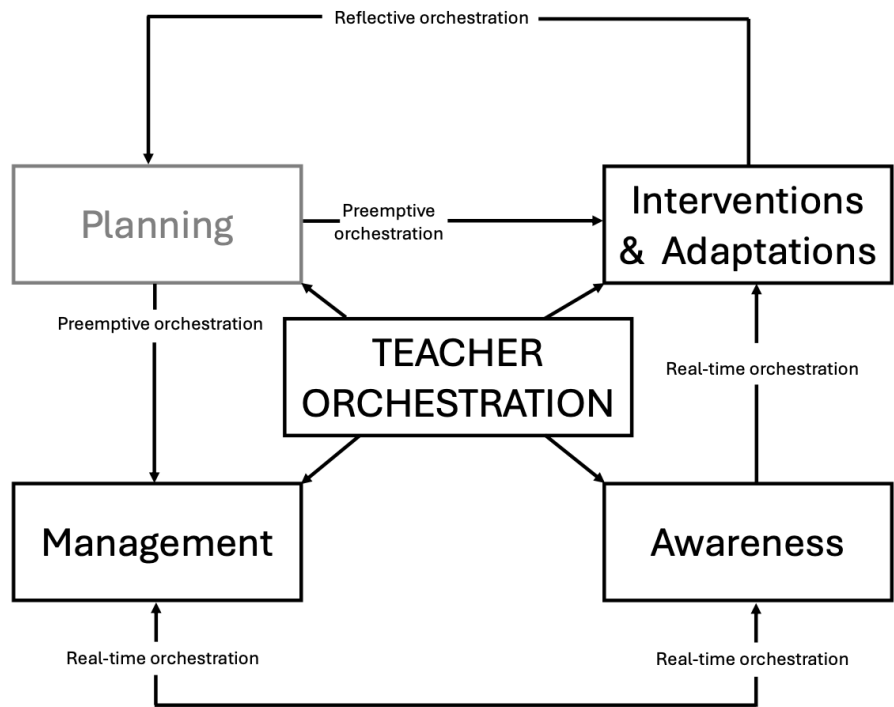 Reflective orchestration
Planning
Preemptive
orchestration
Interventions
& Adaptations
Preemptive orchestration
TEACHER
ORCHESTRATION
Real-time orchestration
Management
Awareness
Real-time orchestration
Real-time orchestration